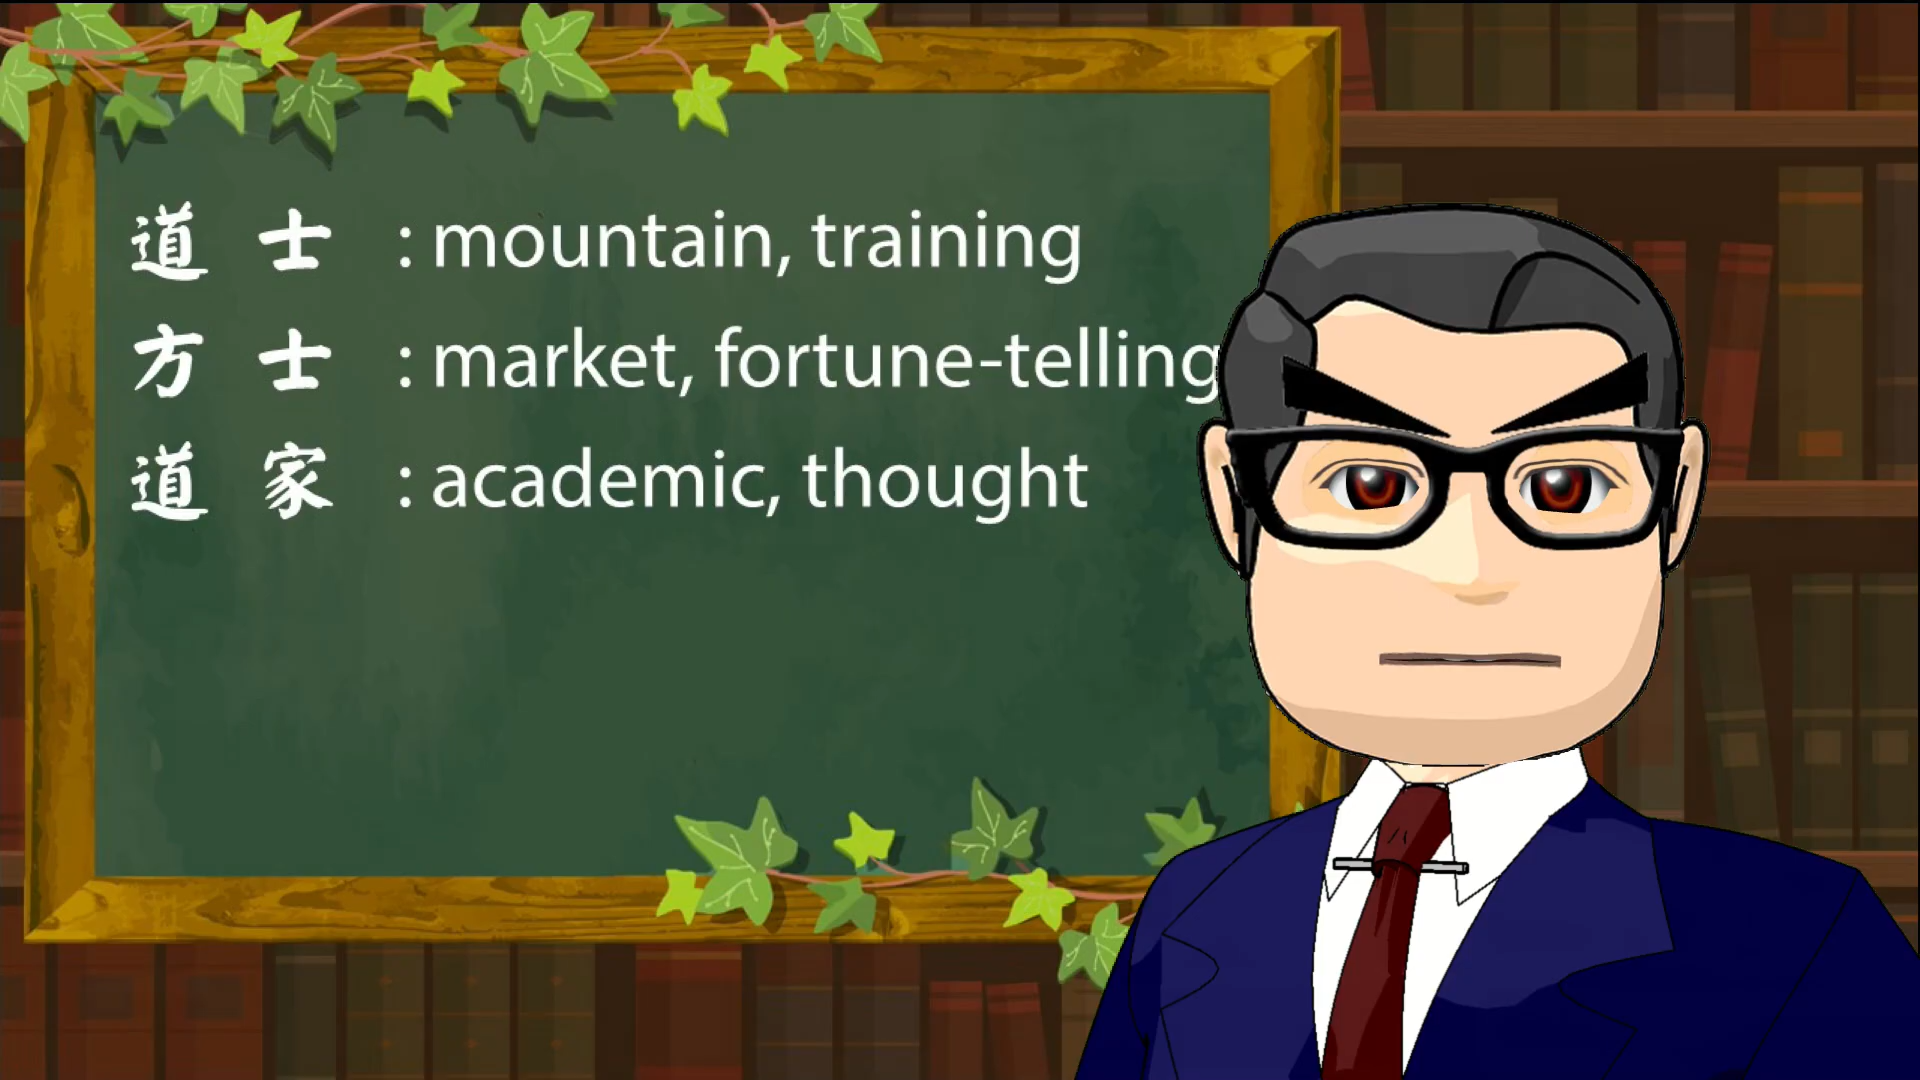 道 士 : mountain, training
方 士 : market, fortune-telling
道 家 : academic, thought